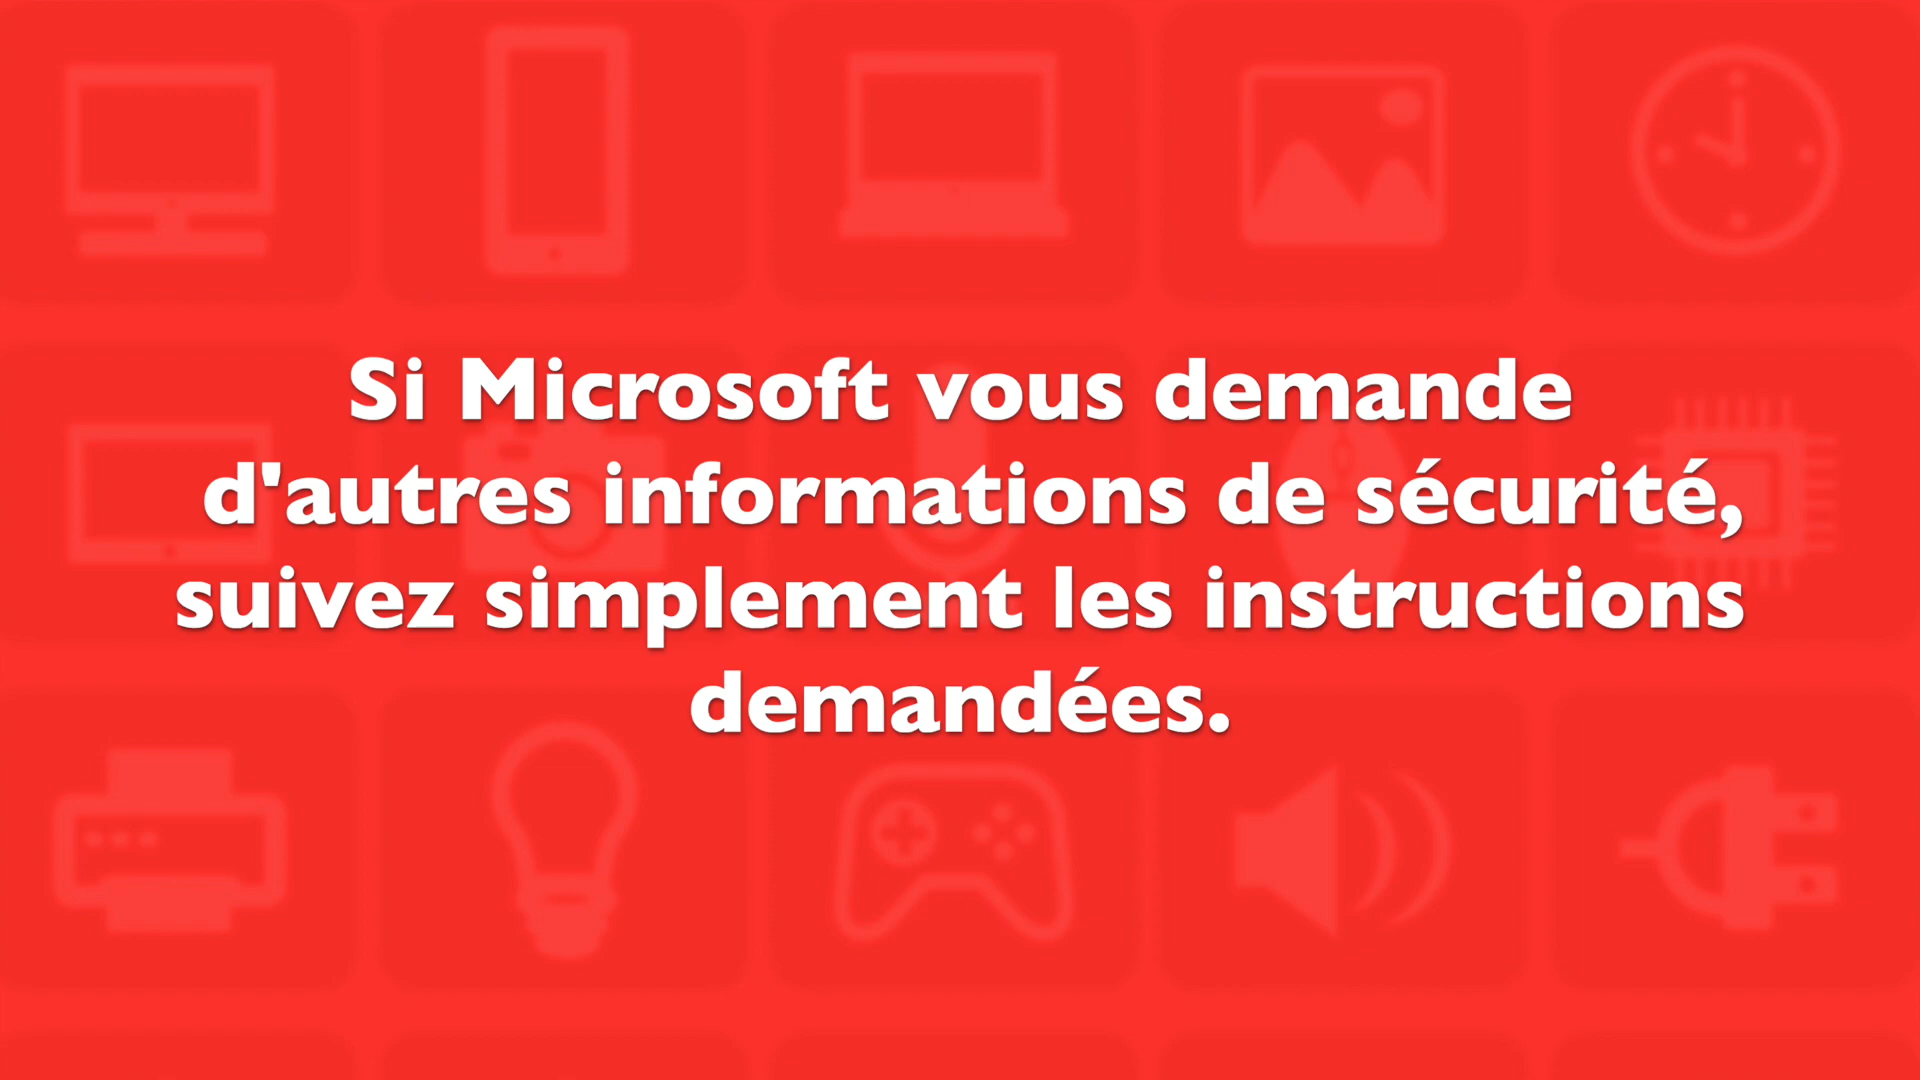 Si Microsoft vous demande
d'autres informations de sécurité,
suivez simplement les instructions
demandées.